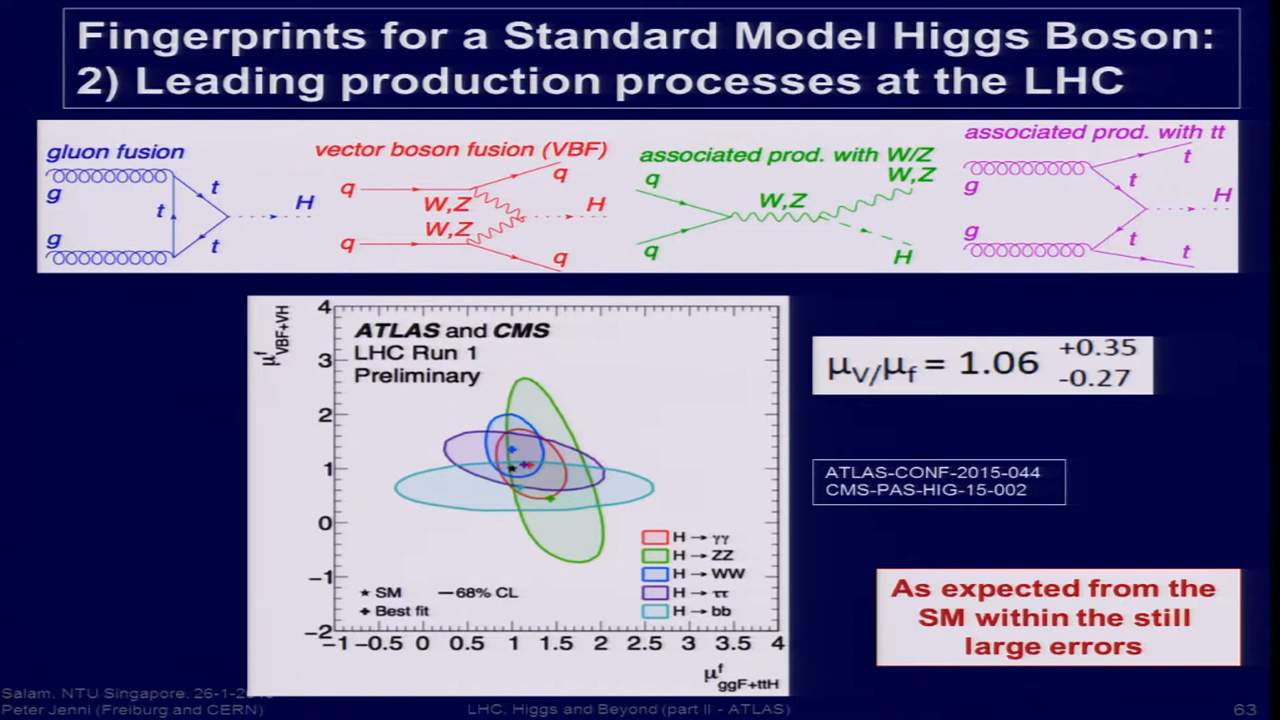 Fingerprints for a Standard Model Higgs Boson:
2) Leading production processes at the LHC
gluon fusion
g
g
t
t
t
H
vector boson fusion (VBF)
q
q
W,Z
W,Z
H
q
q
associated prod. with W/Z
q
q
W,Z
W,Z
H
associated prod. with tt
g
g
t
t
t
t
H
μ^f_VBF+VH
4
3
2
1
0
−1
−2
ATLAS and CMS
LHC Run 1
Preliminary
H → γγ
H → ZZ
H → WW
H → ττ
H → bb
SM — 68% CL
Best fit
−1 −0.5 0 0.5 1 1.5 2 2.5 3 3.5 4
μ^f_ggF+ttH
μV/μf = 1.06 +0.35 -0.27
ATLAS-CONF-2015-044
CMS-PAS-HIG-15-002
As expected from the
SM within the still
large errors
Salam, NTU Singapore, 26-1-
Peter Jenni (Freiburg and CERN)
LHC, Higgs and Beyond (part II - ATLAS)
63